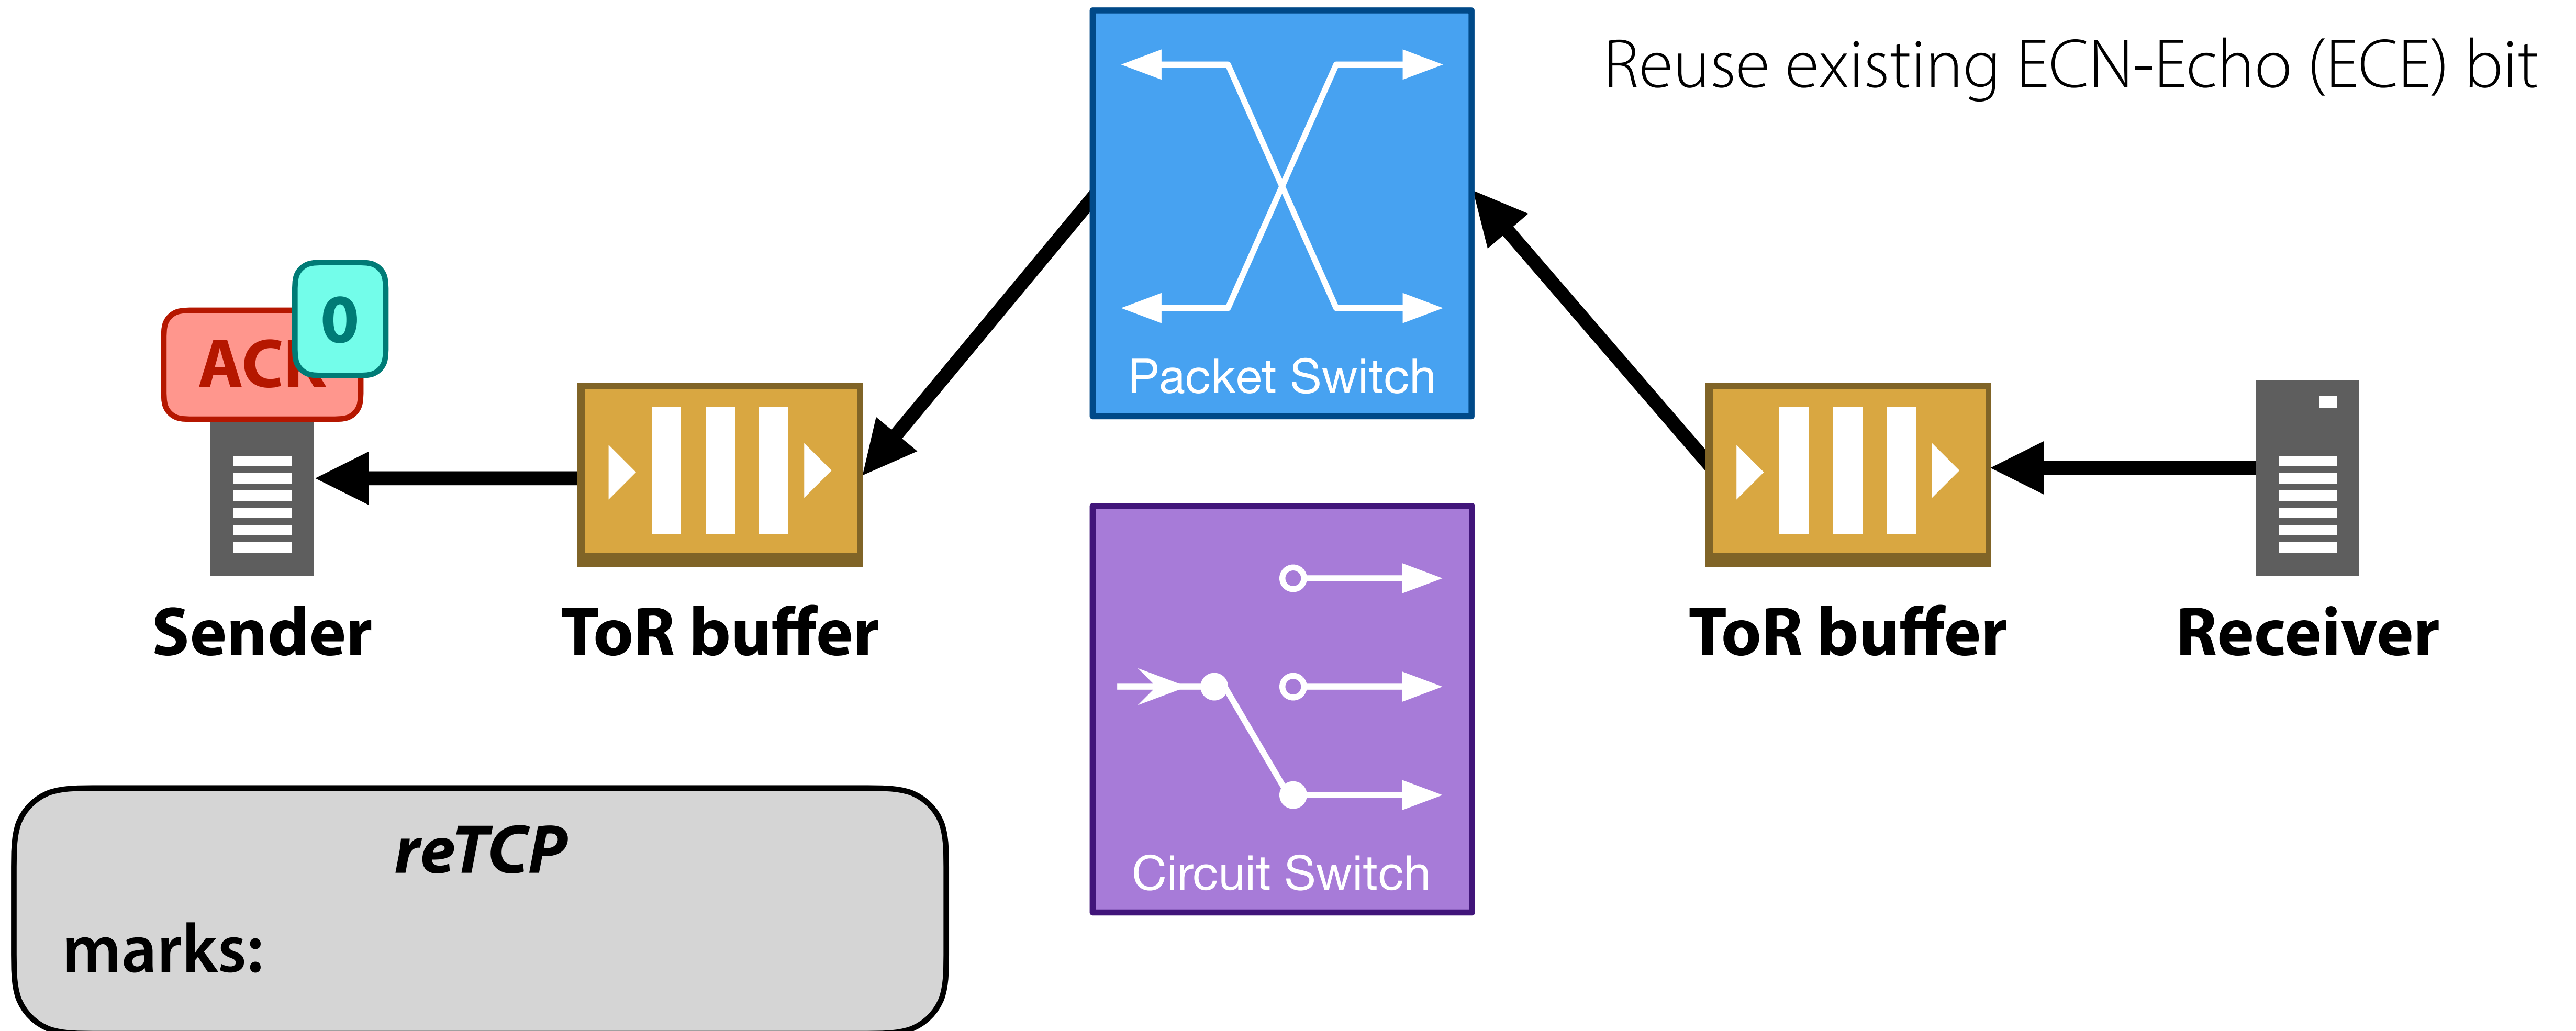 Reuse existing ECN-Echo (ECE) bit
0
ACK
Packet Switch
Sender
ToR buffer
ToR buffer
Receiver
Circuit Switch
reTCP
marks: